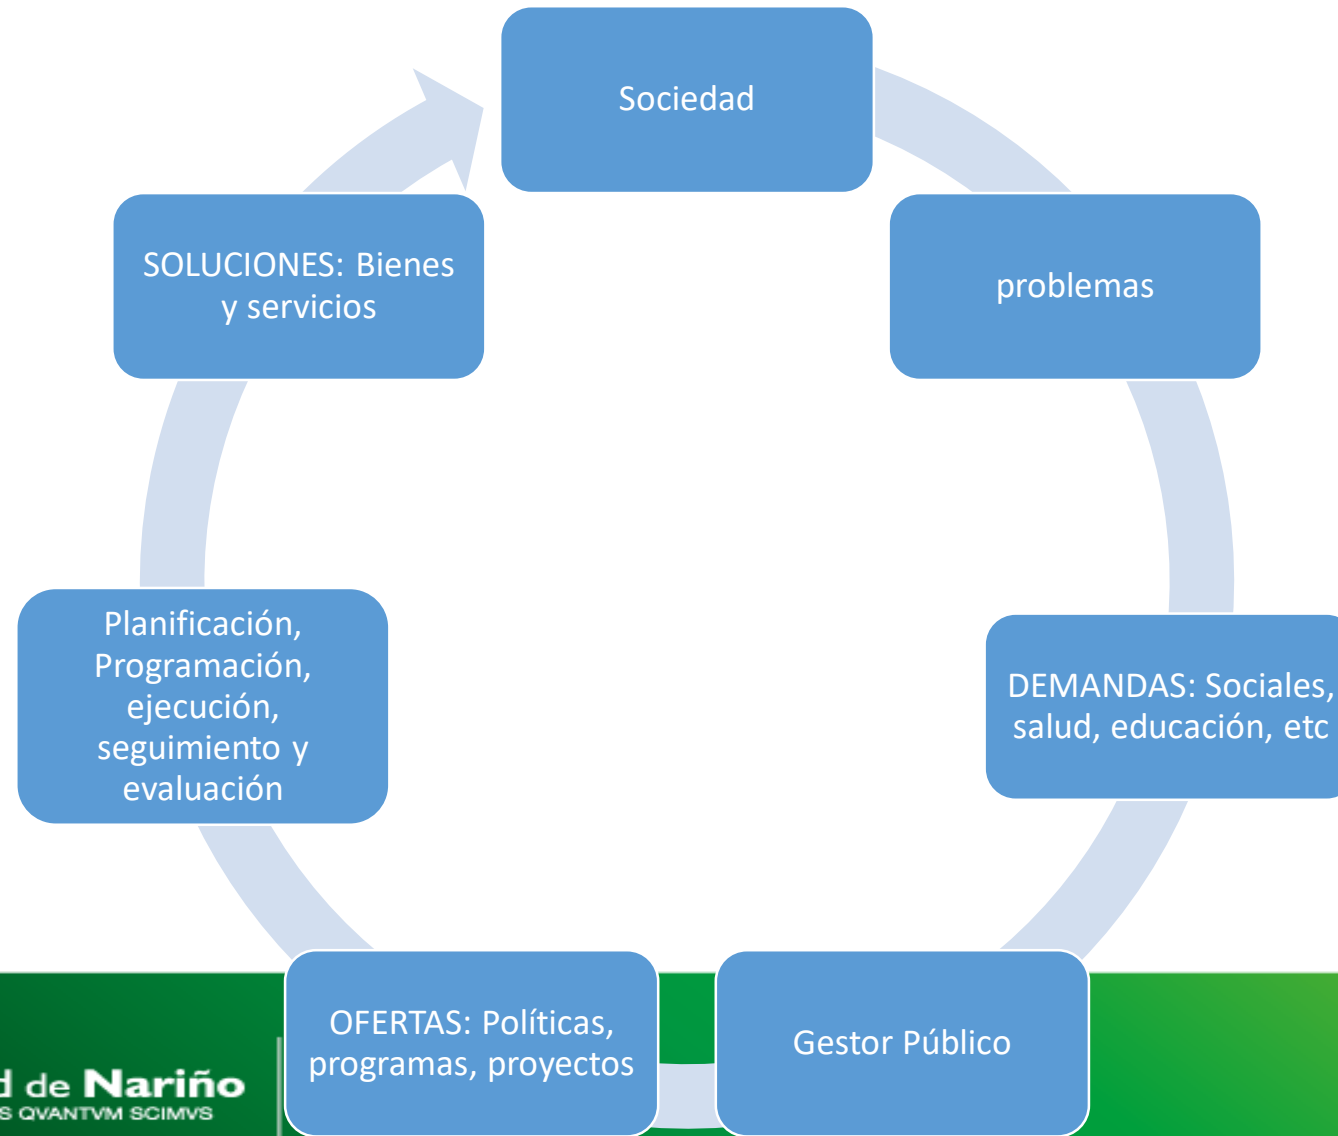 Sociedad
problemas
DEMANDAS: Sociales,
salud, educación, etc
Gestor Público
OFERTAS: Políticas,
programas, proyectos
Planificación,
Programación,
ejecución,
seguimiento y
evaluación
SOLUCIONES: Bienes
y servicios
d de Nariño
S QVANTVM SCIMVS